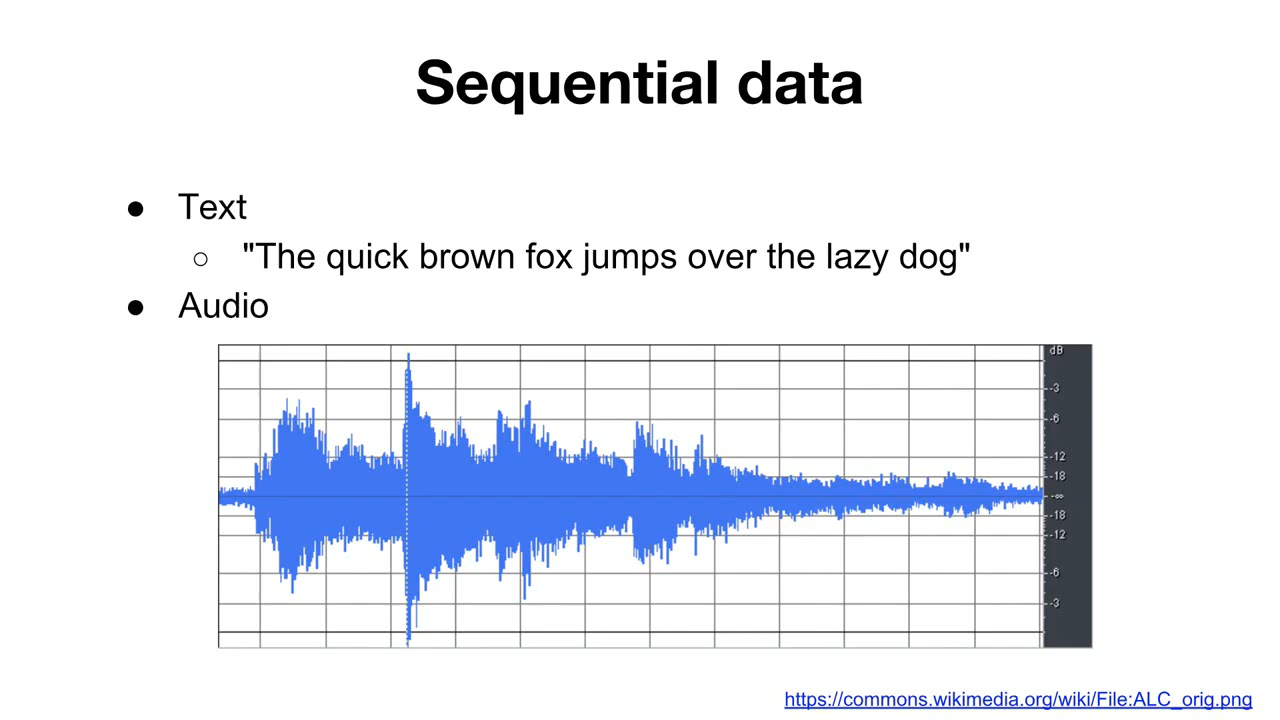 Sequential data
● Text
○ "The quick brown fox jumps over the lazy dog"
● Audio
dB
-3
-6
-12
-18
-∞
-18
-12
-6
-3
https://commons.wikimedia.org/wiki/File:ALC_orig.png